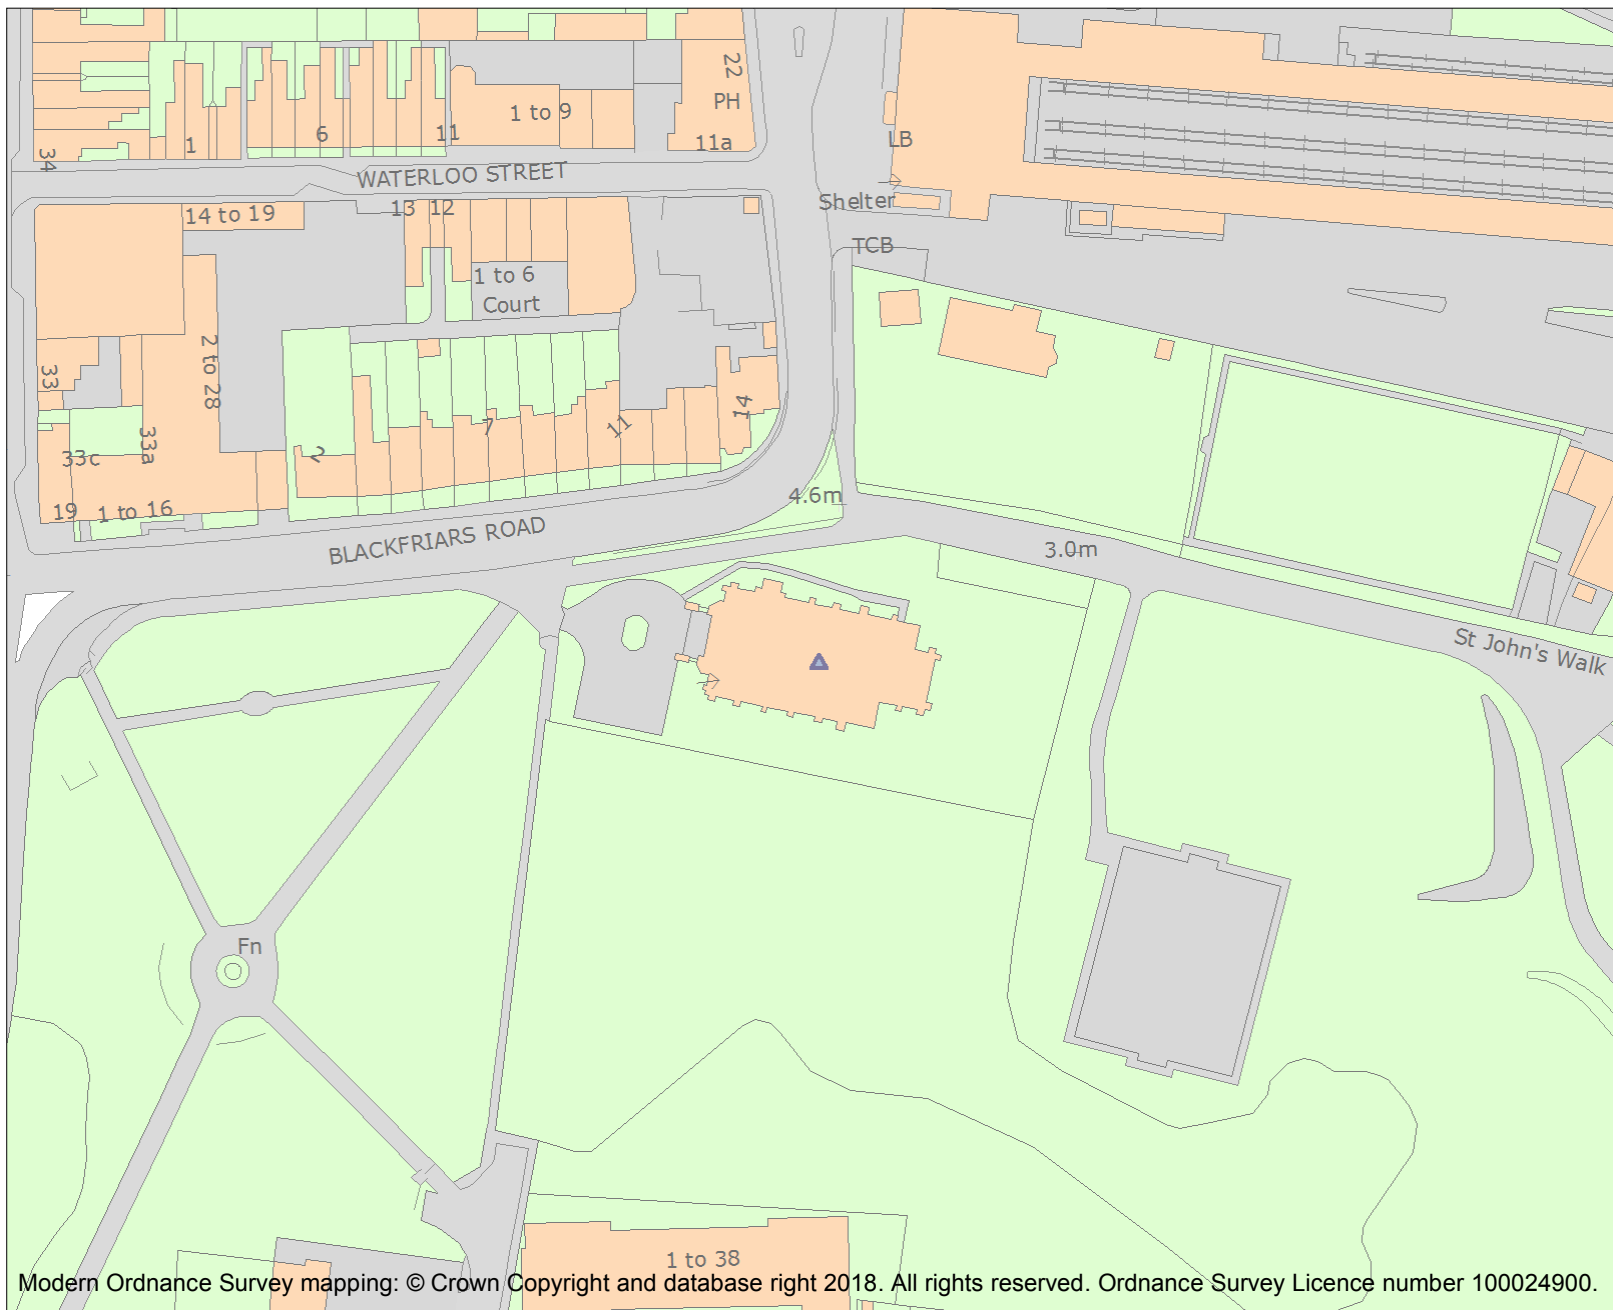 22
PH
11a
1 to 9
11
6
1
34
LB
WATERLOO STREET
Shelter
14 to 19
13
12
TCB
1 to 6
Court
2 to 28
33
33a
33c
2
7
11
14
19
1 to 16
4.6m
BLACKFRIARS ROAD
3.0m
St John's Walk
Fn
1 to 38
Modern Ordnance Survey mapping: © Crown Copyright and database right 2018. All rights reserved. Ordnance Survey Licence number 100024900.